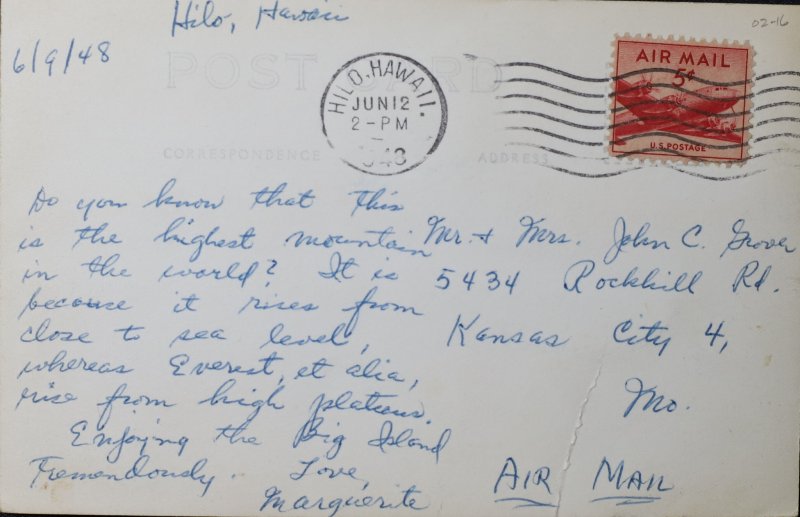 Hilo, Hawaii
02-16
6/9/48
POST CARD
AIR MAIL
5¢
U.S. POSTAGE
HILO, HAWAII.
JUN 12
2-PM
1948
CORRESPONDENCE
ADDRESS
Do you know that this
is the highest mountain
in the world? It is
because it rises from
close to sea level,
whereas Everest, et alia,
rise from high plateaus.
Enjoying the Big Island
Tremendously. Love,
Marguerite
Mr. & Mrs. John C. Grover
5434 Rockhill Rd.
Kansas City 4,
Mo.
AIR MAIL